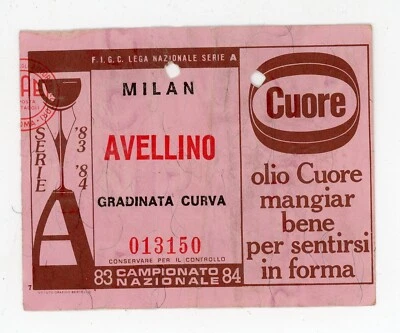 F.I.G.C. LEGA NAZIONALE SERIE A
MILAN
AVELLINO
GRADINATA CURVA
013150
CONSERVARE PER IL CONTROLLO
83 CAMPIONATO NAZIONALE 84
SERIE A
'83 '84
Cuore
olio Cuore
mangiar
bene
per sentirsi
in forma
7